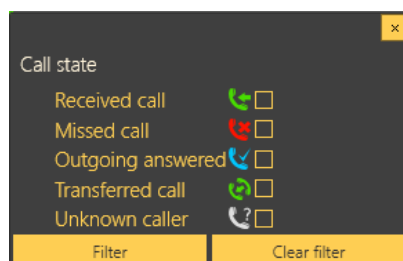 ×
Call state
Received call
Missed call
Outgoing answered
Transferred call
Unknown caller ?
Filter Clear filter